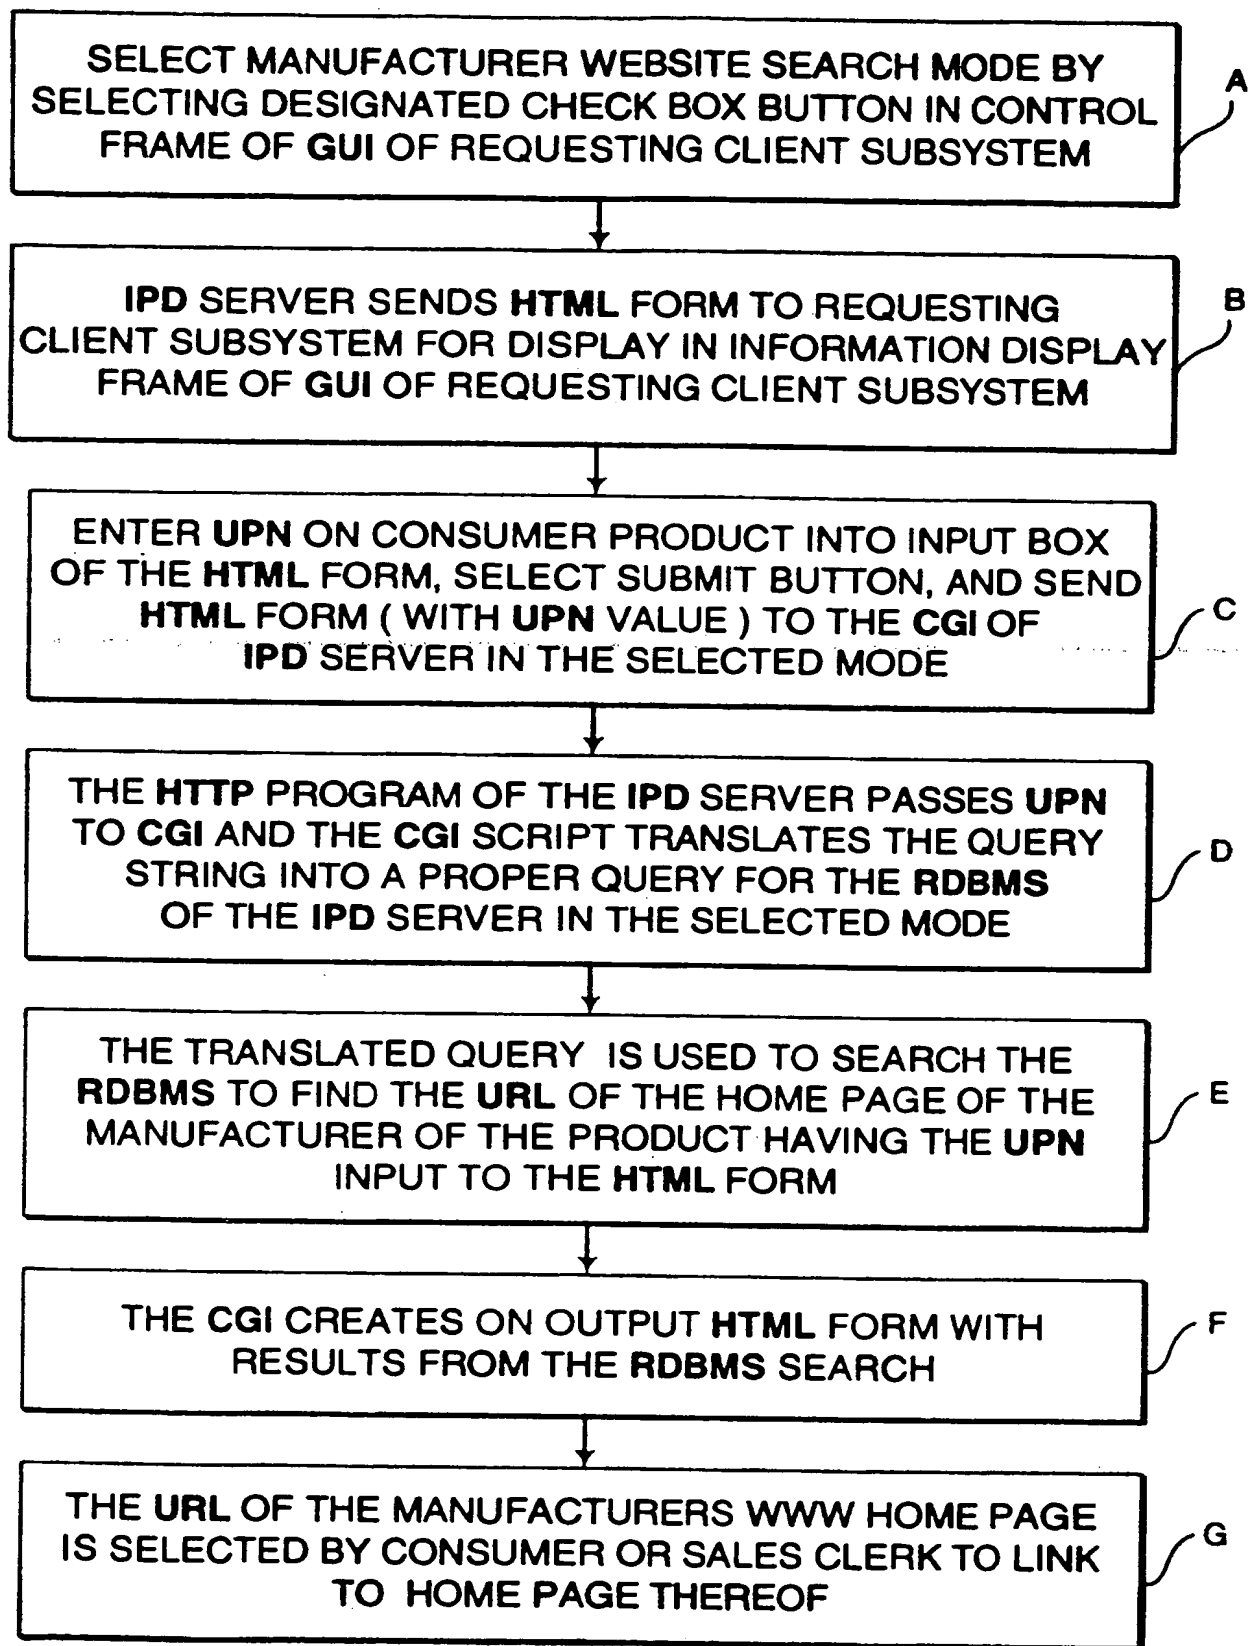 SELECT MANUFACTURER WEBSITE SEARCH MODE BY
SELECTING DESIGNATED CHECK BOX BUTTON IN CONTROL
FRAME OF GUI OF REQUESTING CLIENT SUBSYSTEM
A
IPD SERVER SENDS HTML FORM TO REQUESTING
CLIENT SUBSYSTEM FOR DISPLAY IN INFORMATION DISPLAY
FRAME OF GUI OF REQUESTING CLIENT SUBSYSTEM
B
ENTER UPN ON CONSUMER PRODUCT INTO INPUT BOX
OF THE HTML FORM, SELECT SUBMIT BUTTON, AND SEND
HTML FORM ( WITH UPN VALUE ) TO THE CGI OF
IPD SERVER IN THE SELECTED MODE
C
THE HTTP PROGRAM OF THE IPD SERVER PASSES UPN
TO CGI AND THE CGI SCRIPT TRANSLATES THE QUERY
STRING INTO A PROPER QUERY FOR THE RDBMS
OF THE IPD SERVER IN THE SELECTED MODE
D
THE TRANSLATED QUERY IS USED TO SEARCH THE
RDBMS TO FIND THE URL OF THE HOME PAGE OF THE
MANUFACTURER OF THE PRODUCT HAVING THE UPN
INPUT TO THE HTML FORM
E
THE CGI CREATES ON OUTPUT HTML FORM WITH
RESULTS FROM THE RDBMS SEARCH
F
THE URL OF THE MANUFACTURERS WWW HOME PAGE
IS SELECTED BY CONSUMER OR SALES CLERK TO LINK
TO HOME PAGE THEREOF
G